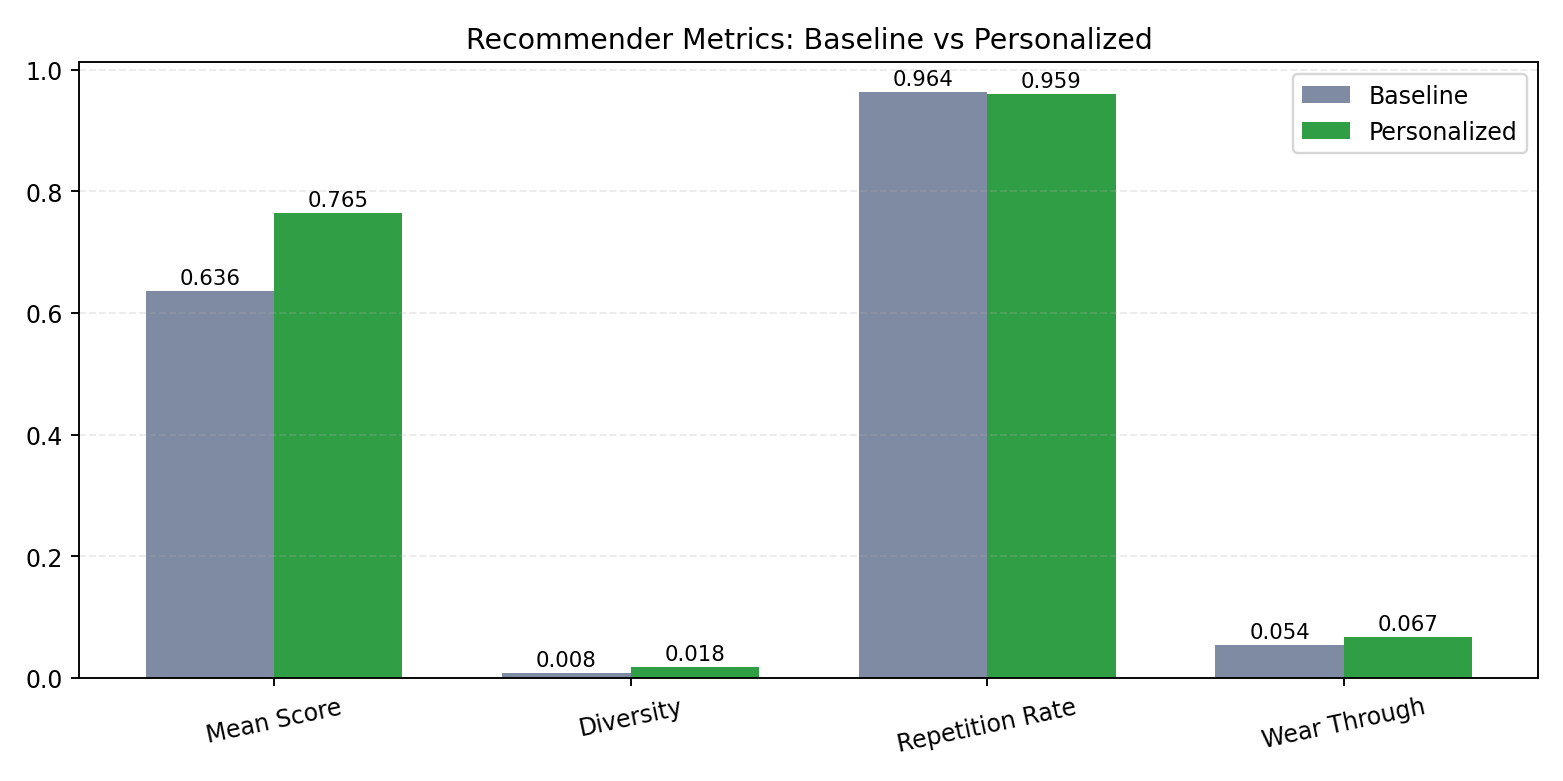 Recommender Metrics: Baseline vs Personalized
1.0
0.8
0.6
0.4
0.2
0.0
0.636
0.765
0.008
0.018
0.964
0.959
0.054
0.067
Baseline
Personalized
Mean Score
Diversity
Repetition Rate
Wear Through